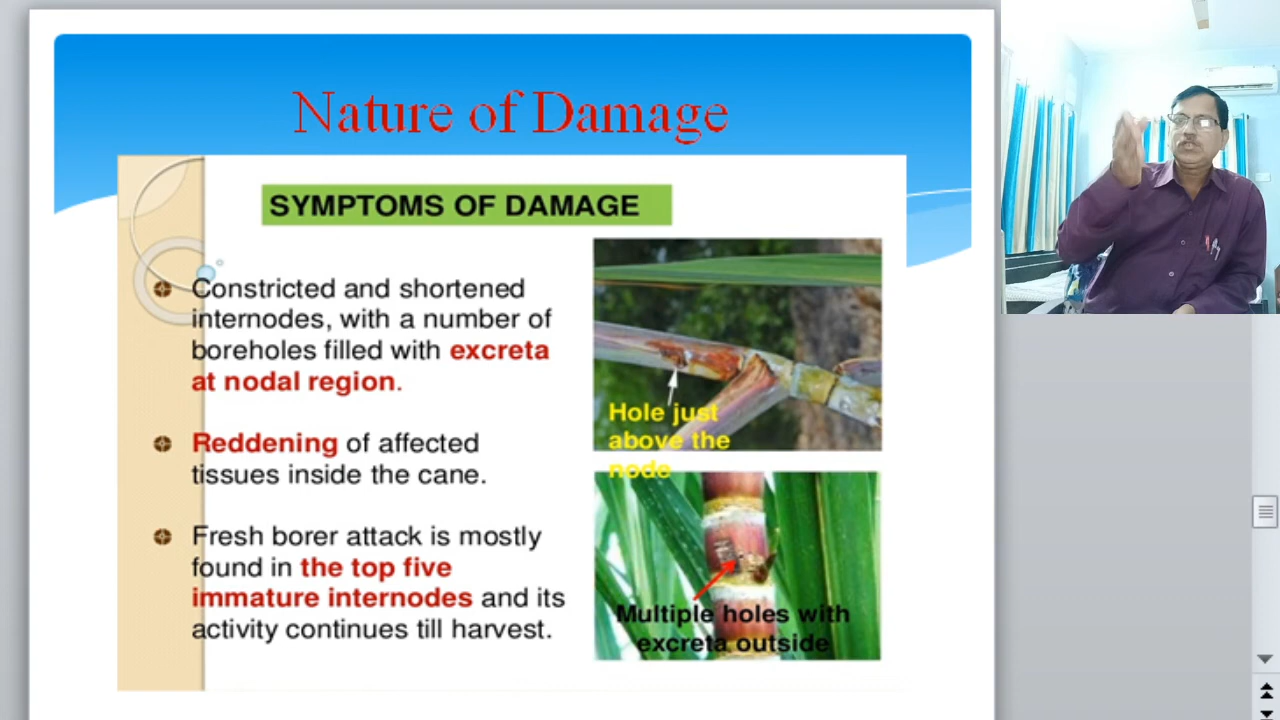 Nature of Damage
SYMPTOMS OF DAMAGE
Constricted and shortened
internodes, with a number of
boreholes filled with excreta
at nodal region.
Reddening of affected
tissues inside the cane.
Fresh borer attack is mostly
found in the top five
immature internodes and its
activity continues till harvest.
Hole just
above the
node
Multiple holes with
excreta outside